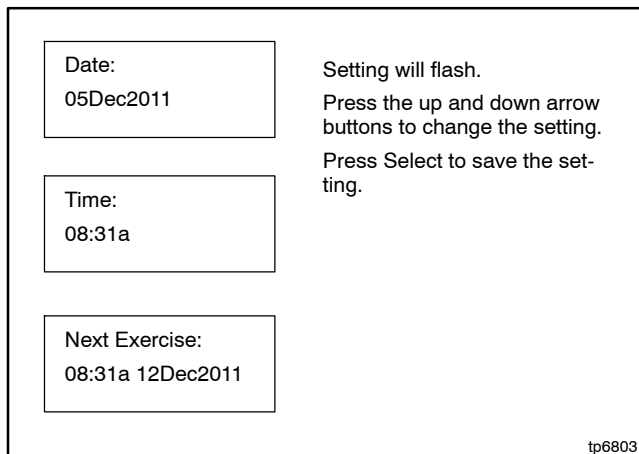 Date:
05Dec2011
Setting will flash.
Press the up and down arrow
buttons to change the setting.
Press Select to save the set-
ting.
Time:
08:31a
Next Exercise:
08:31a 12Dec2011
tp6803